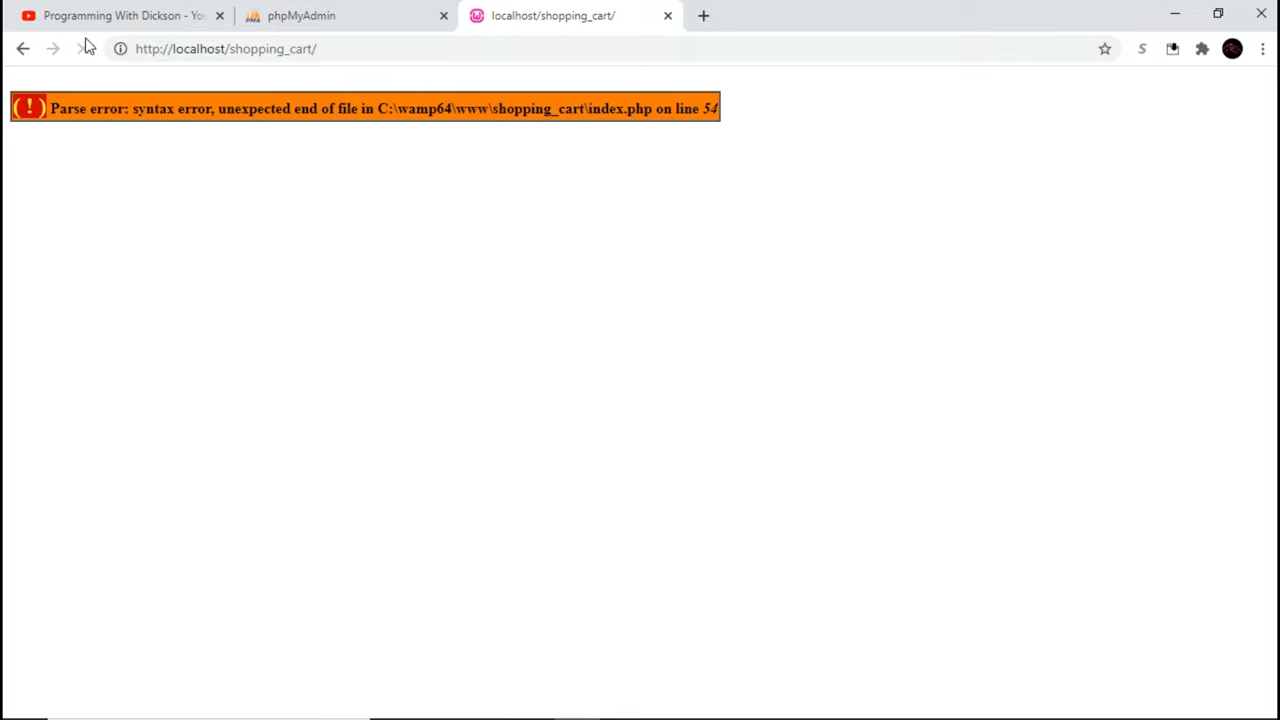 Programming With Dickson - You
phpMyAdmin
localhost/shopping_cart/
http://localhost/shopping_cart/
S
( ! ) Parse error: syntax error, unexpected end of file in C:\wamp64\www\shopping_cart\index.php on line 54